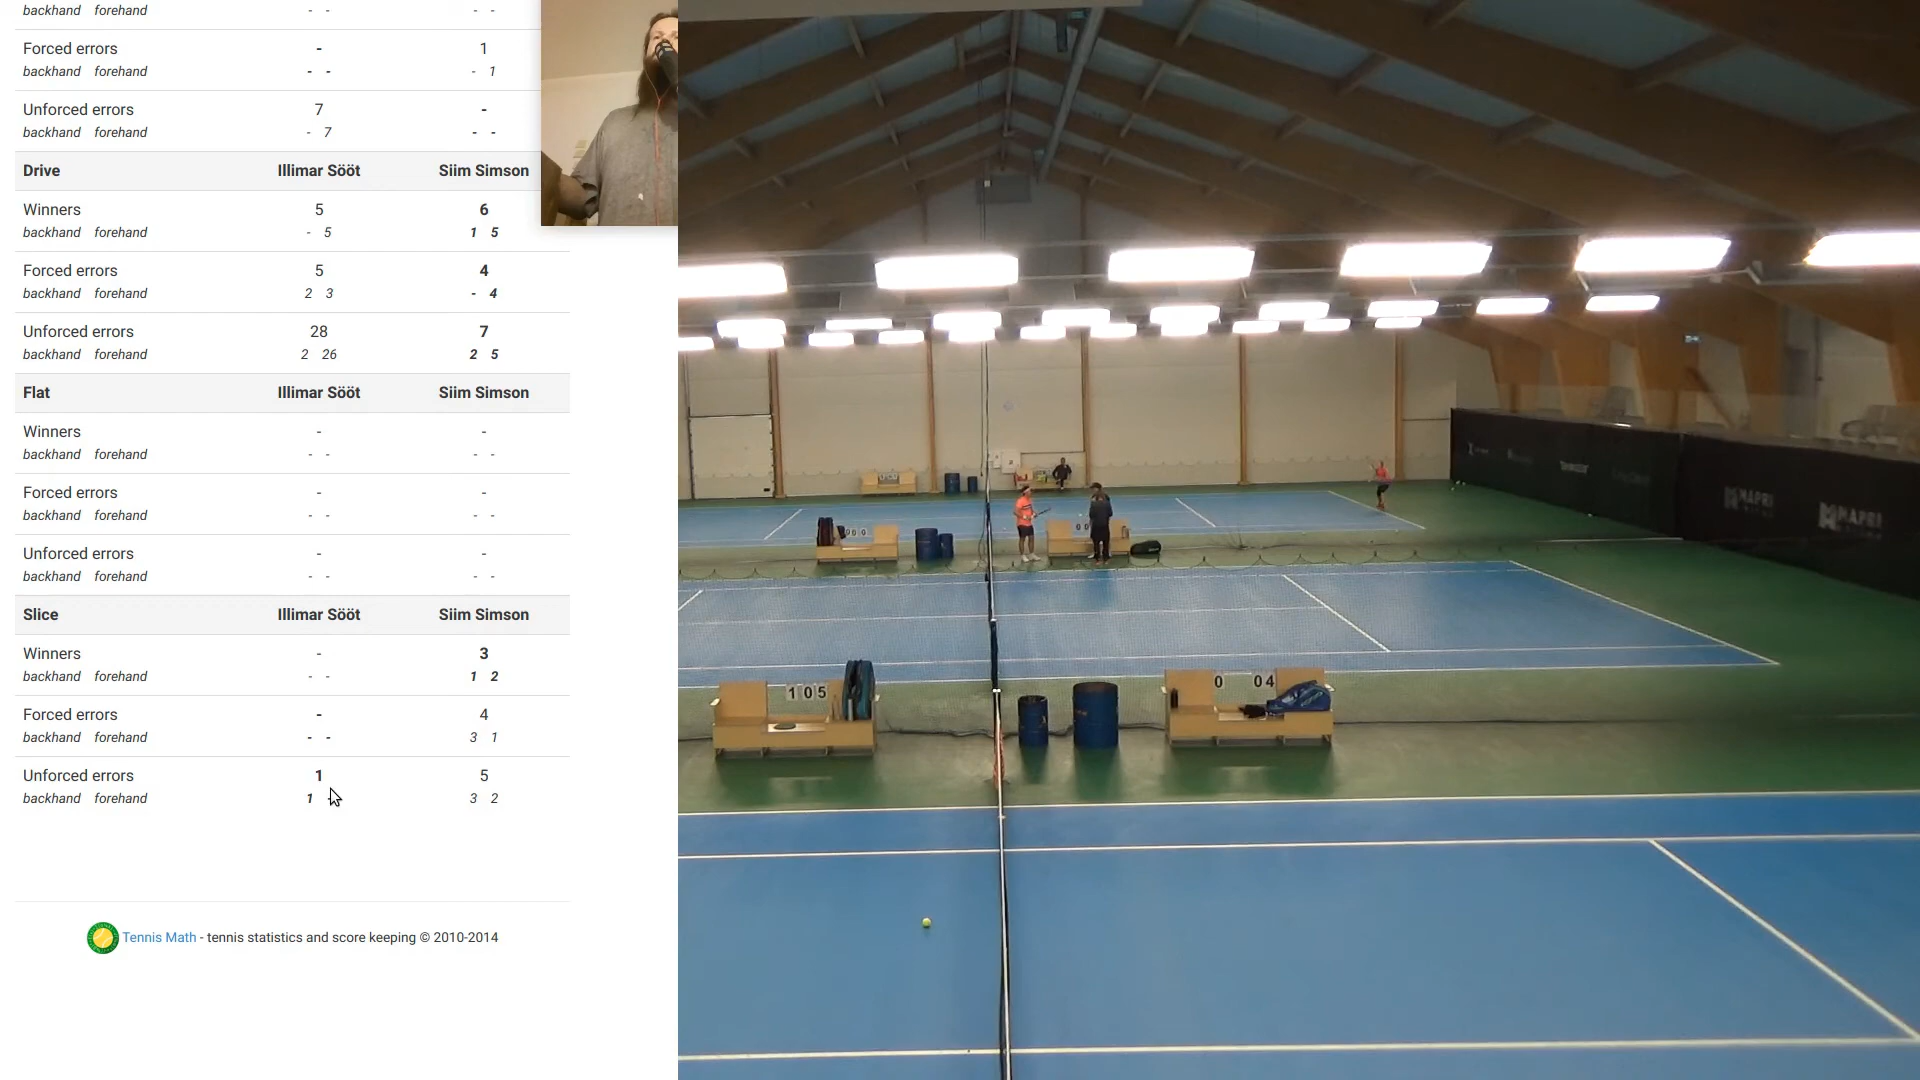 backhand forehand - - - -
Forced errors - 1
backhand forehand - - - 1
Unforced errors 7 -
backhand forehand - 7 - -
Drive Illimar Sööt Siim Simson
Winners 5 6
backhand forehand - 5 1 5
Forced errors 5 4
backhand forehand 2 3 - 4
Unforced errors 28 7
backhand forehand 2 26 2 5
Flat Illimar Sööt Siim Simson
Winners - -
backhand forehand - - - -
Forced errors - -
backhand forehand - - - -
Unforced errors - -
backhand forehand - - - -
Slice Illimar Sööt Siim Simson
Winners - 3
backhand forehand - - 1 2
Forced errors - 4
backhand forehand - - 3 1
Unforced errors 1 5
backhand forehand 1 3 2
Tennis Math - tennis statistics and score keeping © 2010-2014
MAPEI
MAPEI
105
0 04